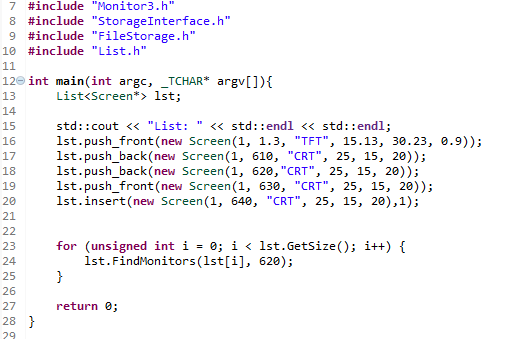 7 #include "Monitor3.h"
8 #include "StorageInterface.h"
9 #include "FileStorage.h"
10 #include "List.h"
11
12 int main(int argc, _TCHAR* argv[]){
13     List<Screen*> lst;
14
15     std::cout << "List: " << std::endl << std::endl;
16     lst.push_front(new Screen(1, 1.3, "TFT", 15.13, 30.23, 0.9));
17     lst.push_back(new Screen(1, 610, "CRT", 25, 15, 20));
18     lst.push_back(new Screen(1, 620,"CRT", 25, 15, 20));
19     lst.push_front(new Screen(1, 630, "CRT", 25, 15, 20));
20     lst.insert(new Screen(1, 640, "CRT", 25, 15, 20),1);
21
22
23     for (unsigned int i = 0; i < lst.GetSize(); i++) {
24         lst.FindMonitors(lst[i], 620);
25     }
26
27     return 0;
28 }
29